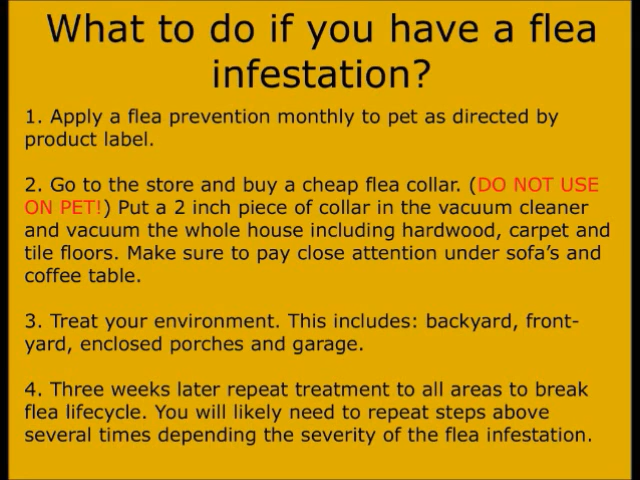 What to do if you have a flea
infestation?
1. Apply a flea prevention monthly to pet as directed by
product label.
2. Go to the store and buy a cheap flea collar. (DO NOT USE
ON PET!) Put a 2 inch piece of collar in the vacuum cleaner
and vacuum the whole house including hardwood, carpet and
tile floors. Make sure to pay close attention under sofa's and
coffee table.
3. Treat your environment. This includes: backyard, front-
yard, enclosed porches and garage.
4. Three weeks later repeat treatment to all areas to break
flea lifecycle. You will likely need to repeat steps above
several times depending the severity of the flea infestation.